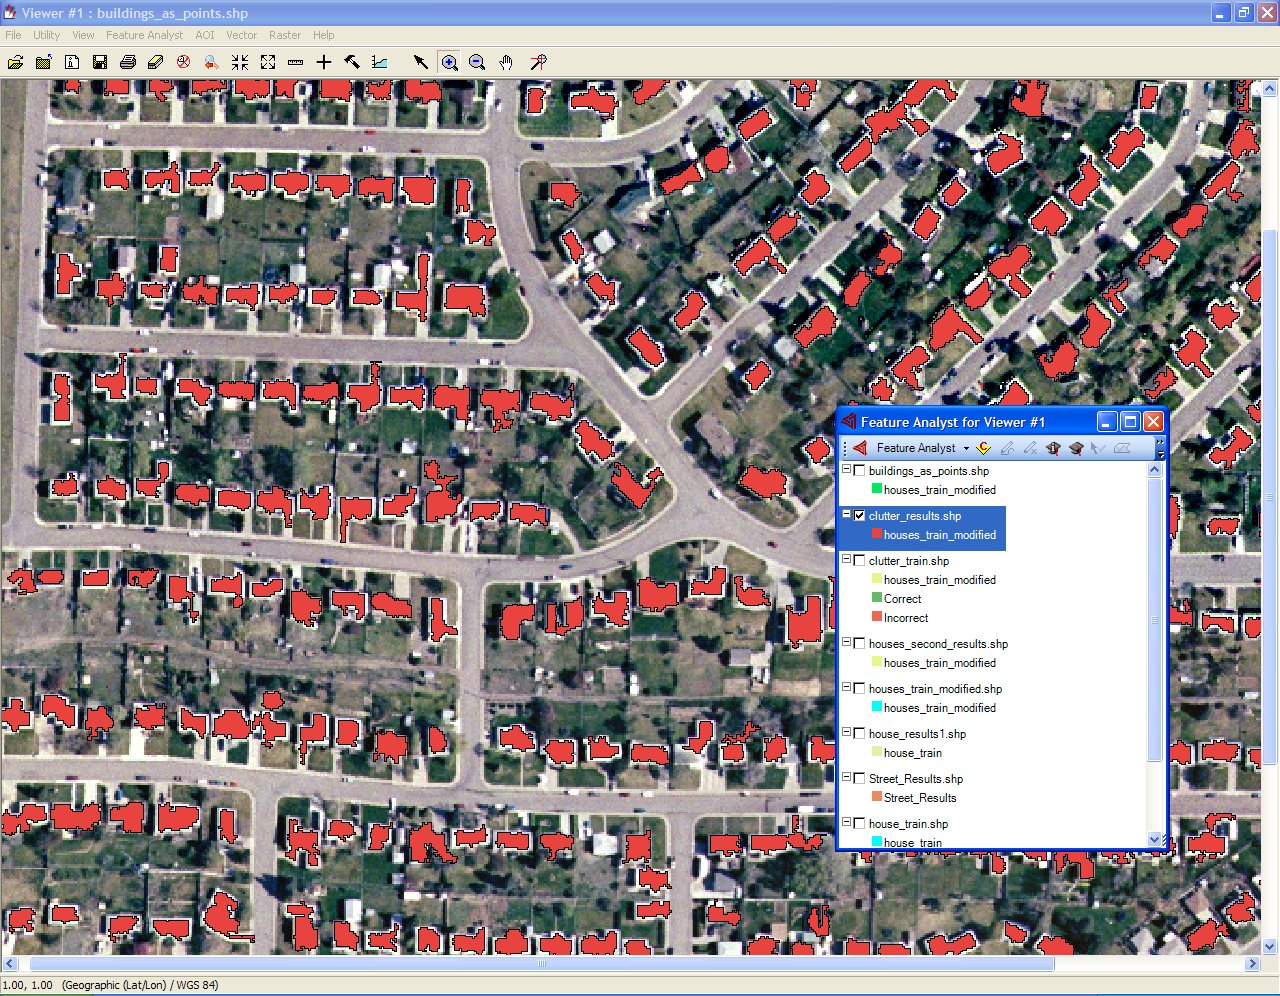 Viewer #1 : buildings_as_points.shp
File Utility View Feature Analyst AOI Vector Raster Help
Feature Analyst for Viewer #1
Feature Analyst
buildings_as_points.shp
houses_train_modified
clutter_results.shp
houses_train_modified
clutter_train.shp
houses_train_modified
Correct
Incorrect
houses_second_results.shp
houses_train_modified
houses_train_modified.shp
houses_train_modified
house_results1.shp
house_train
Street_Results.shp
Street_Results
house_train.shp
house_train
1.00, 1.00 (Geographic (Lat/Lon) / WGS 84)